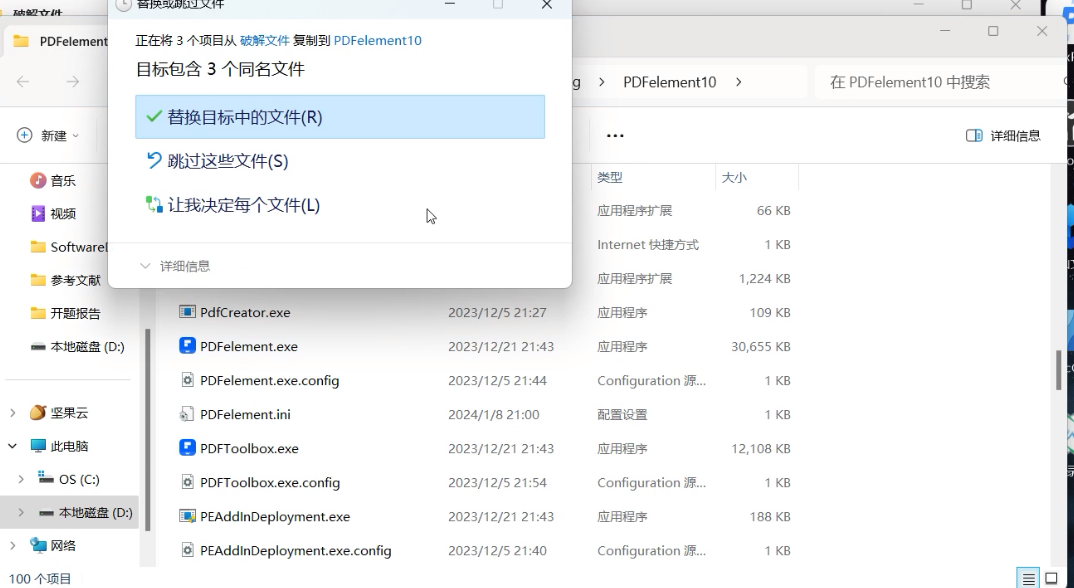 破解文件
替换或跳过文件
正在将 3 个项目从 破解文件 复制到 PDFelement10
目标包含 3 个同名文件
替换目标中的文件(R)
跳过这些文件(S)
让我决定每个文件(L)
详细信息
PDFelement
PDFelement10
在 PDFelement10 中搜索
新建
详细信息
类型 大小
音乐
视频
Software
参考文献
开题报告
本地磁盘 (D:)
坚果云
此电脑
OS (C:)
本地磁盘 (D:)
网络
应用程序扩展 66 KB
Internet 快捷方式 1 KB
应用程序扩展 1,224 KB
PdfCreator.exe 2023/12/5 21:27 应用程序 109 KB
PDFelement.exe 2023/12/21 21:43 应用程序 30,655 KB
PDFelement.exe.config 2023/12/5 21:44 Configuration 源... 1 KB
PDFelement.ini 2024/1/8 21:00 配置设置 1 KB
PDFToolbox.exe 2023/12/21 21:43 应用程序 12,108 KB
PDFToolbox.exe.config 2023/12/5 21:54 Configuration 源... 1 KB
PEAddInDeployment.exe 2023/12/21 21:43 应用程序 188 KB
PEAddInDeployment.exe.config 2023/12/5 21:40 Configuration 源... 1 KB
100 个项目